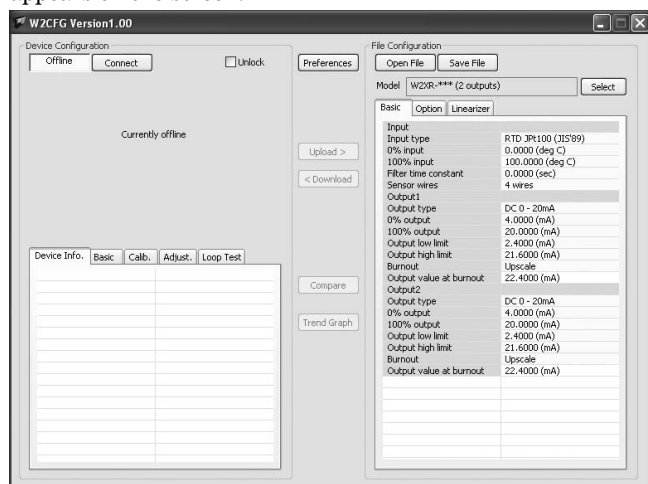 W2CFG Version1.00
Device Configuration
Offline Connect Unlock
Currently offline
Device Info. Basic Calib. Adjust. Loop Test
Preferences
Upload >
< Download
Compare
Trend Graph
File Configuration
Open File Save File
Model W2XR-*** (2 outputs) Select
Basic Option Linearizer
Input
Input type RTD JPt100 (JIS'89)
0% input 0.0000 (deg C)
100% input 100.0000 (deg C)
Filter time constant 0.0000 (sec)
Sensor wires 4 wires
Output1
Output type DC 0 - 20mA
0% output 4.0000 (mA)
100% output 20.0000 (mA)
Output low limit 2.4000 (mA)
Output high limit 21.6000 (mA)
Burnout Upscale
Output value at burnout 22.4000 (mA)
Output2
Output type DC 0 - 20mA
0% output 4.0000 (mA)
100% output 20.0000 (mA)
Output low limit 2.4000 (mA)
Output high limit 21.6000 (mA)
Burnout Upscale
Output value at burnout 22.4000 (mA)